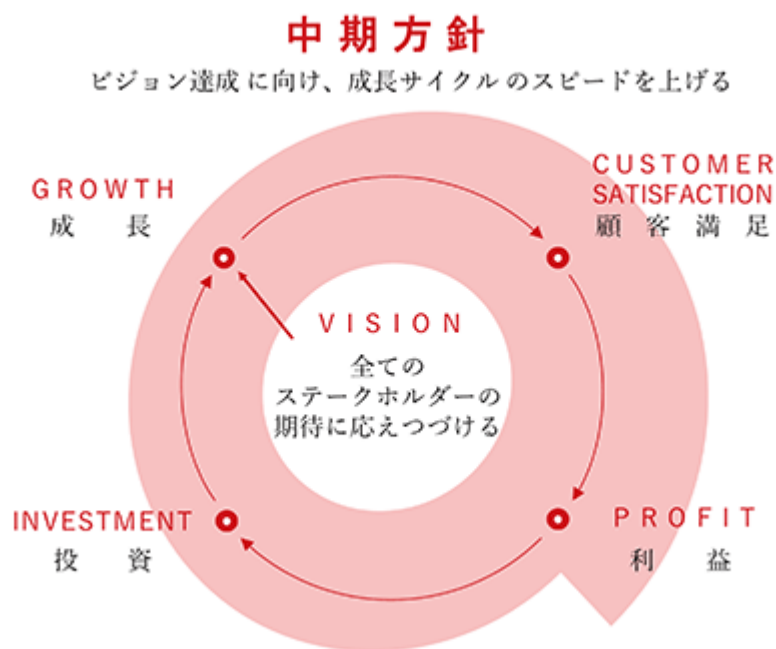 中期方針
ビジョン達成に向け、成長サイクルのスピードを上げる
GROWTH
成長
CUSTOMER
SATISFACTION
顧客満足
VISION
全ての
ステークホルダーの
期待に応えつづける
INVESTMENT
投資
PROFIT
利益